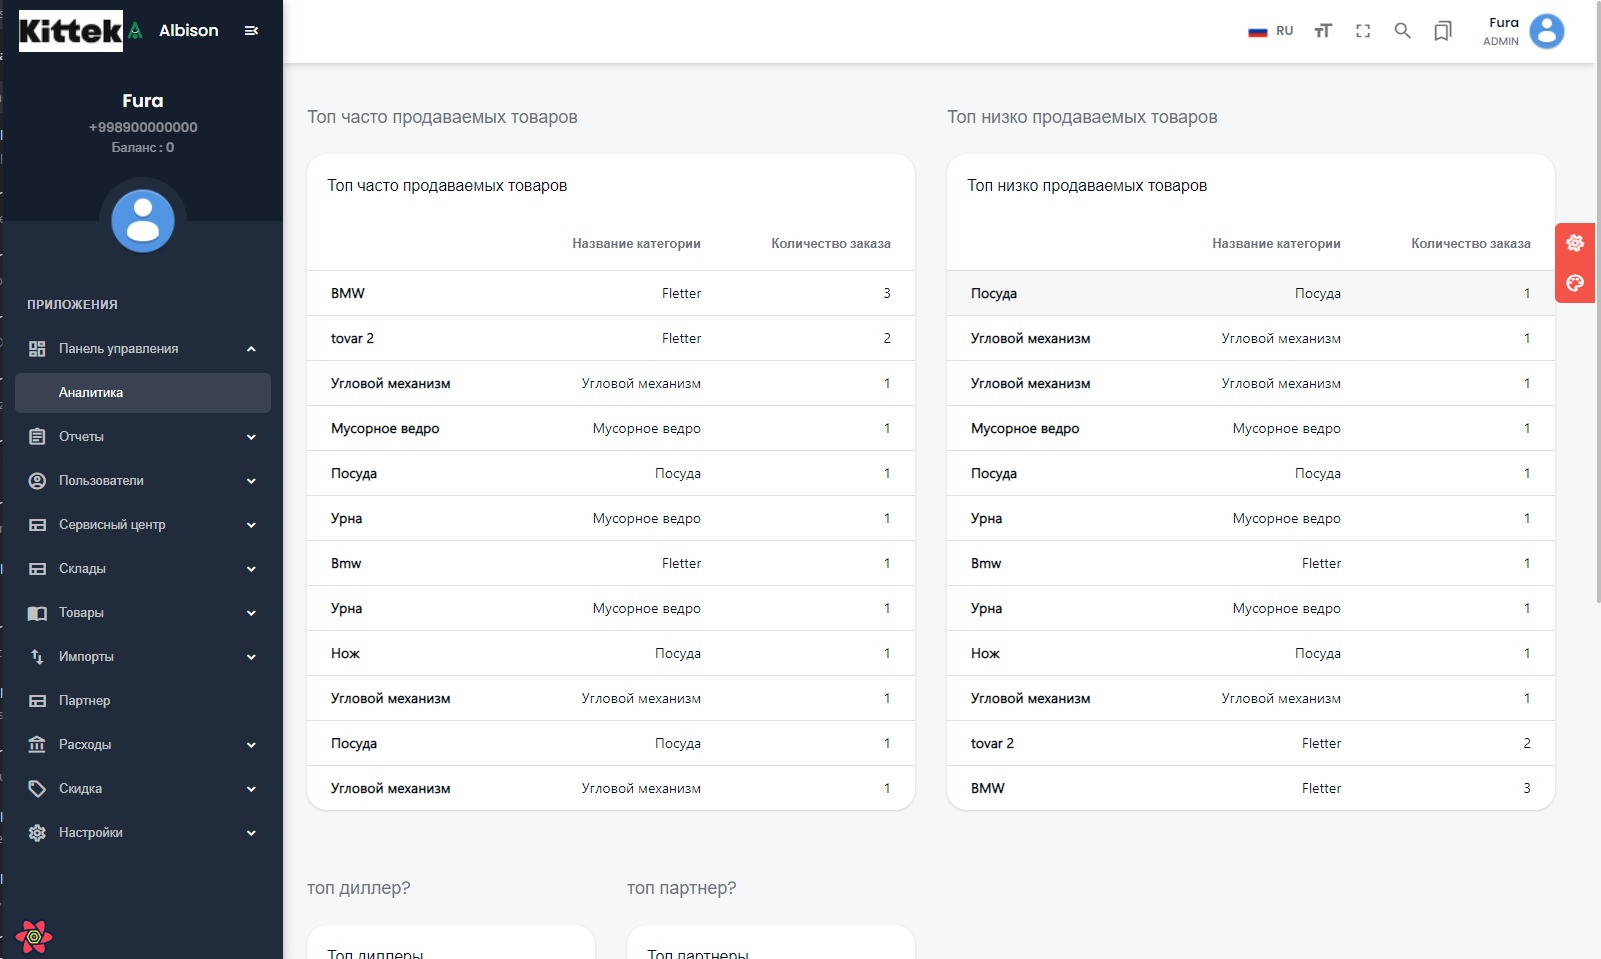 Kittek
Albison
RU
Fura
ADMIN
Fura
+998900000000
Баланс : 0
ПРИЛОЖЕНИЯ
Панель управления
Аналитика
Отчеты
Пользователи
Сервисный центр
Склады
Товары
Импорты
Партнер
Расходы
Скидка
Настройки
Топ часто продаваемых товаров
Топ часто продаваемых товаров
Название категории Количество заказа
BMW Fletter 3
tovar 2 Fletter 2
Угловой механизм Угловой механизм 1
Мусорное ведро Мусорное ведро 1
Посуда Посуда 1
Урна Мусорное ведро 1
Bmw Fletter 1
Урна Мусорное ведро 1
Нож Посуда 1
Угловой механизм Угловой механизм 1
Посуда Посуда 1
Угловой механизм Угловой механизм 1
Топ низко продаваемых товаров
Топ низко продаваемых товаров
Название категории Количество заказа
Посуда Посуда 1
Угловой механизм Угловой механизм 1
Угловой механизм Угловой механизм 1
Мусорное ведро Мусорное ведро 1
Посуда Посуда 1
Урна Мусорное ведро 1
Bmw Fletter 1
Урна Мусорное ведро 1
Нож Посуда 1
Угловой механизм Угловой механизм 1
tovar 2 Fletter 2
BMW Fletter 3
топ диллер?
Топ диллеры
топ партнер?
Топ партнеры